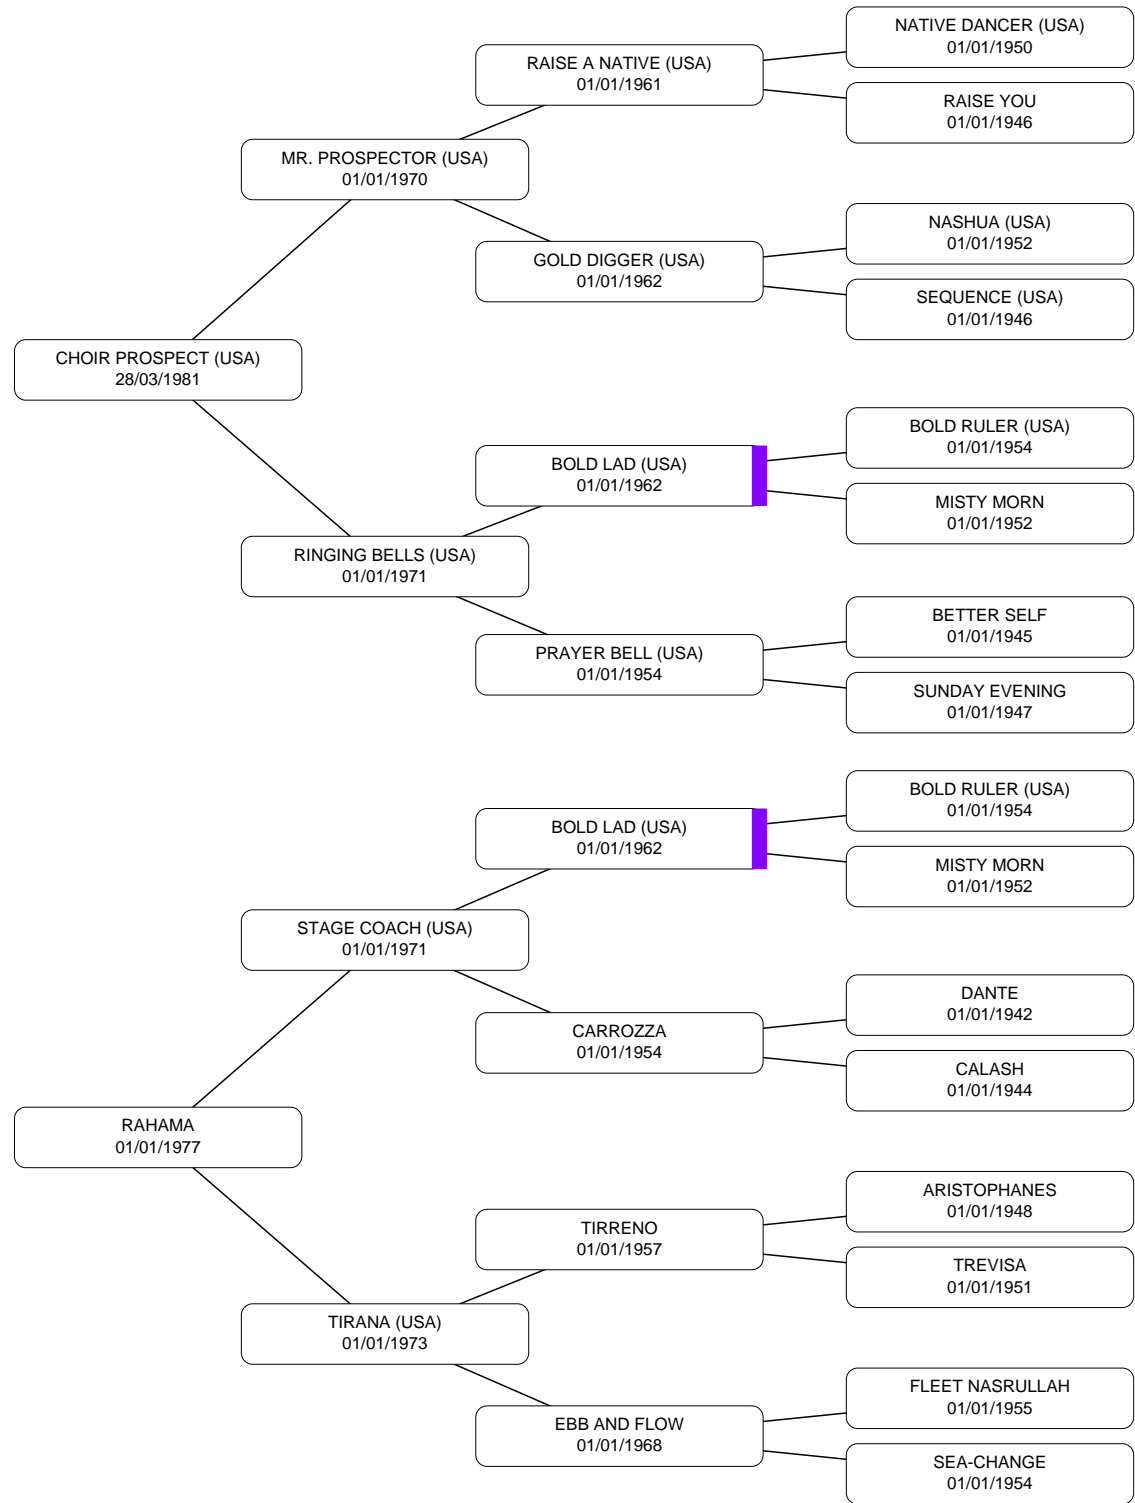 NATIVE DANCER (USA)
01/01/1950
RAISE A NATIVE (USA)
01/01/1961
RAISE YOU
01/01/1946
MR. PROSPECTOR (USA)
01/01/1970
NASHUA (USA)
01/01/1952
GOLD DIGGER (USA)
01/01/1962
SEQUENCE (USA)
01/01/1946
CHOIR PROSPECT (USA)
28/03/1981
BOLD RULER (USA)
01/01/1954
BOLD LAD (USA)
01/01/1962
MISTY MORN
01/01/1952
RINGING BELLS (USA)
01/01/1971
BETTER SELF
01/01/1945
PRAYER BELL (USA)
01/01/1954
SUNDAY EVENING
01/01/1947
BOLD RULER (USA)
01/01/1954
BOLD LAD (USA)
01/01/1962
MISTY MORN
01/01/1952
STAGE COACH (USA)
01/01/1971
DANTE
01/01/1942
CARROZZA
01/01/1954
CALASH
01/01/1944
RAHAMA
01/01/1977
ARISTOPHANES
01/01/1948
TIRRENO
01/01/1957
TREVISA
01/01/1951
TIRANA (USA)
01/01/1973
FLEET NASRULLAH
01/01/1955
EBB AND FLOW
01/01/1968
SEA-CHANGE
01/01/1954